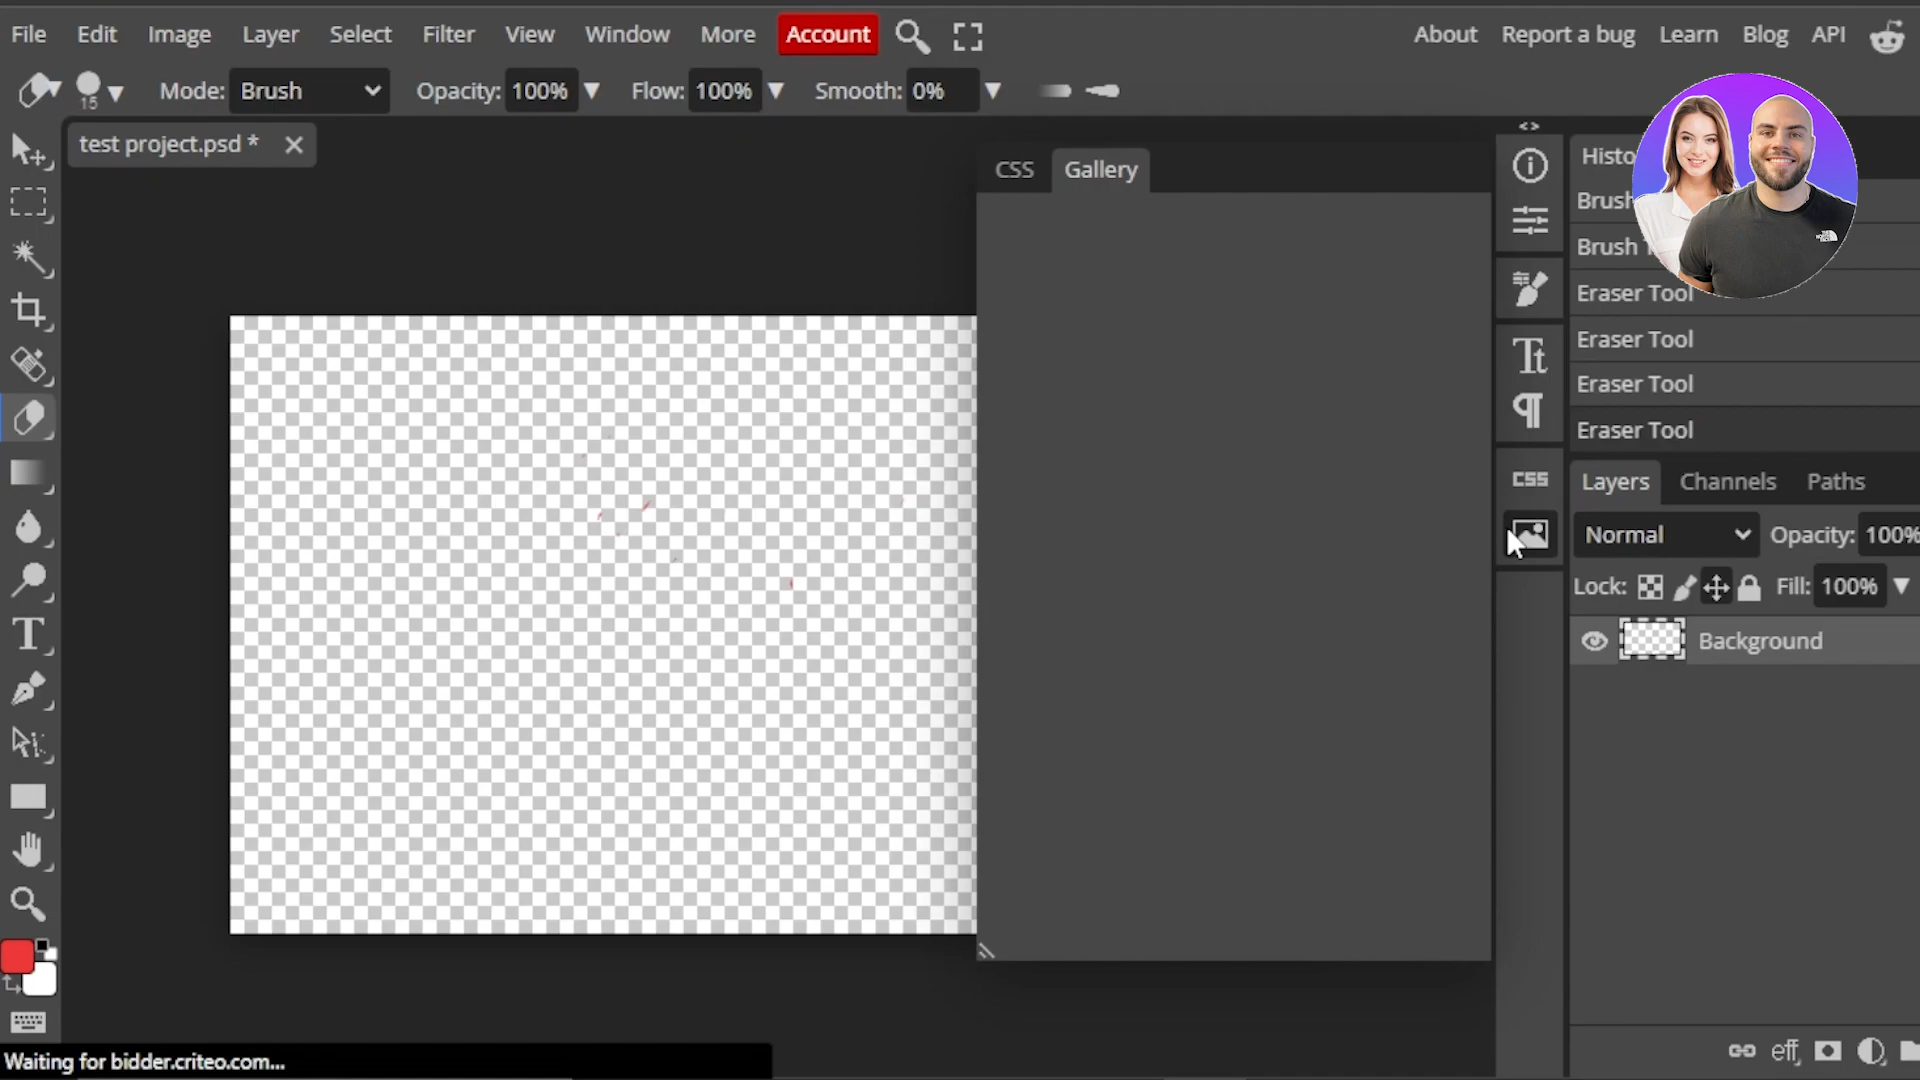 File Edit Image Layer Select Filter View Window More Account About Report a bug Learn Blog API
15 Mode: Brush Opacity: 100% Flow: 100% Smooth: 0%
test project.psd *
CSS Gallery
Histo
Brush
Brush T
Eraser Tool
Eraser Tool
Eraser Tool
Eraser Tool
CSS
Layers Channels Paths
Normal Opacity: 100%
Lock: Fill: 100%
Background
eff
Waiting for bidder.criteo.com...